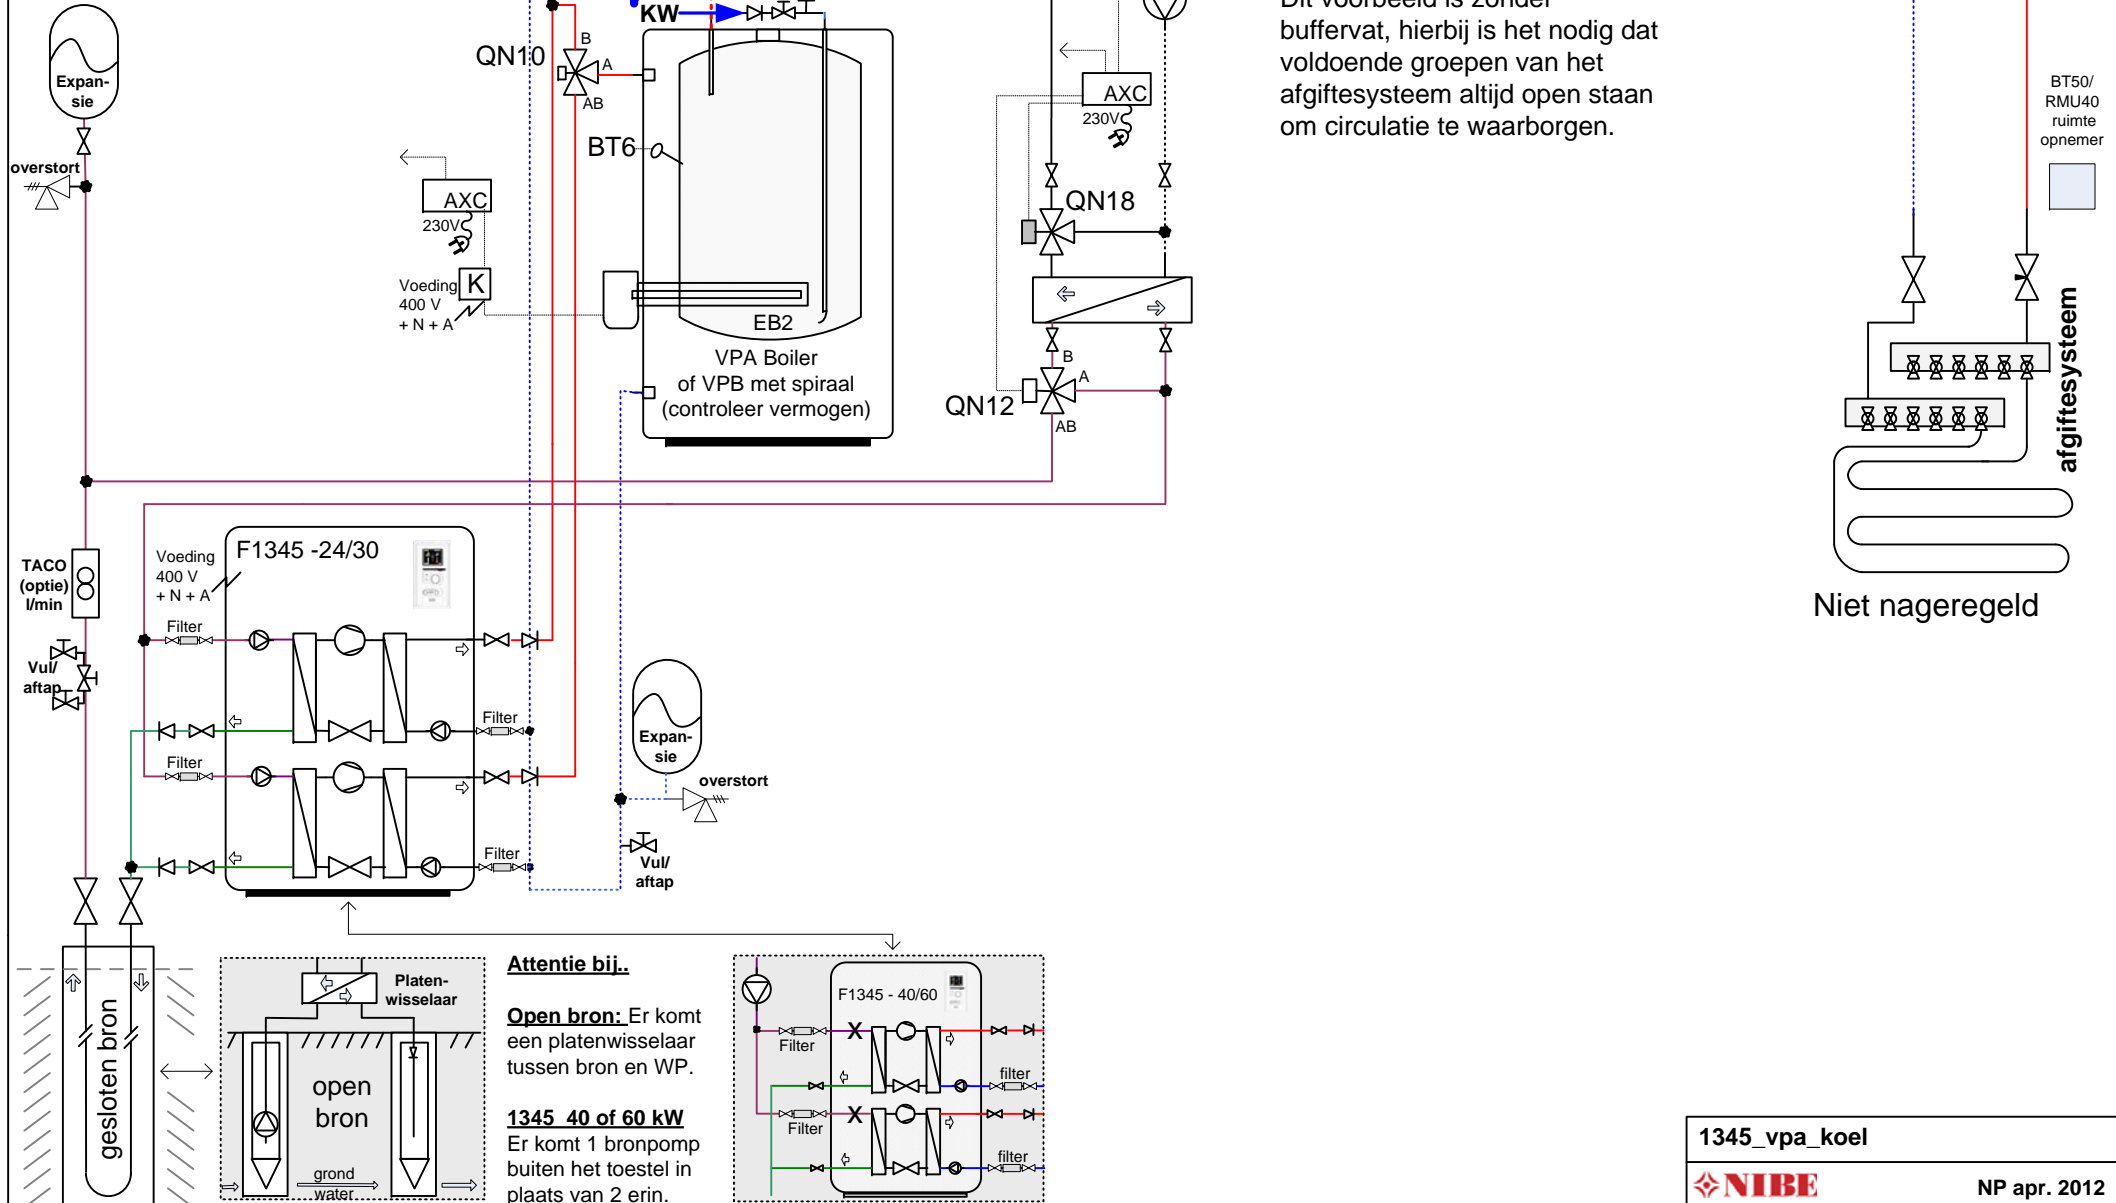 Expan-
sie
overstort
QN10
B
A
AB
KW
BT6
AXC
230V
Voeding
400 V
+ N + A
K
EB2
VPA Boiler
of VPB met spiraal
(controleer vermogen)
AXC
230V
QN18
B
A
QN12
AB
buffervat, hierbij is het nodig dat
voldoende groepen van het
afgiftesysteem altijd open staan
om circulatie te waarborgen.
BT50/
RMU40
ruimte
opnemer
afgiftesysteem
Niet nageregeld
TACO
(optie)
l/min
Vul/
aftap
Voeding
400 V
+ N + A
F1345 -24/30
Filter
Filter
Filter
Filter
Expan-
sie
overstort
Vul/
aftap
gesloten bron
Platen-
wisselaar
open
bron
grond
water
Attentie bij..
Open bron: Er komt
een platenwisselaar
tussen bron en WP.
1345 40 of 60 kW
Er komt 1 bronpomp
buiten het toestel in
plaats van 2 erin.
F1345 - 40/60
X
Filter
filter
X
Filter
filter
1345_vpa_koel
NIBE
NP apr. 2012